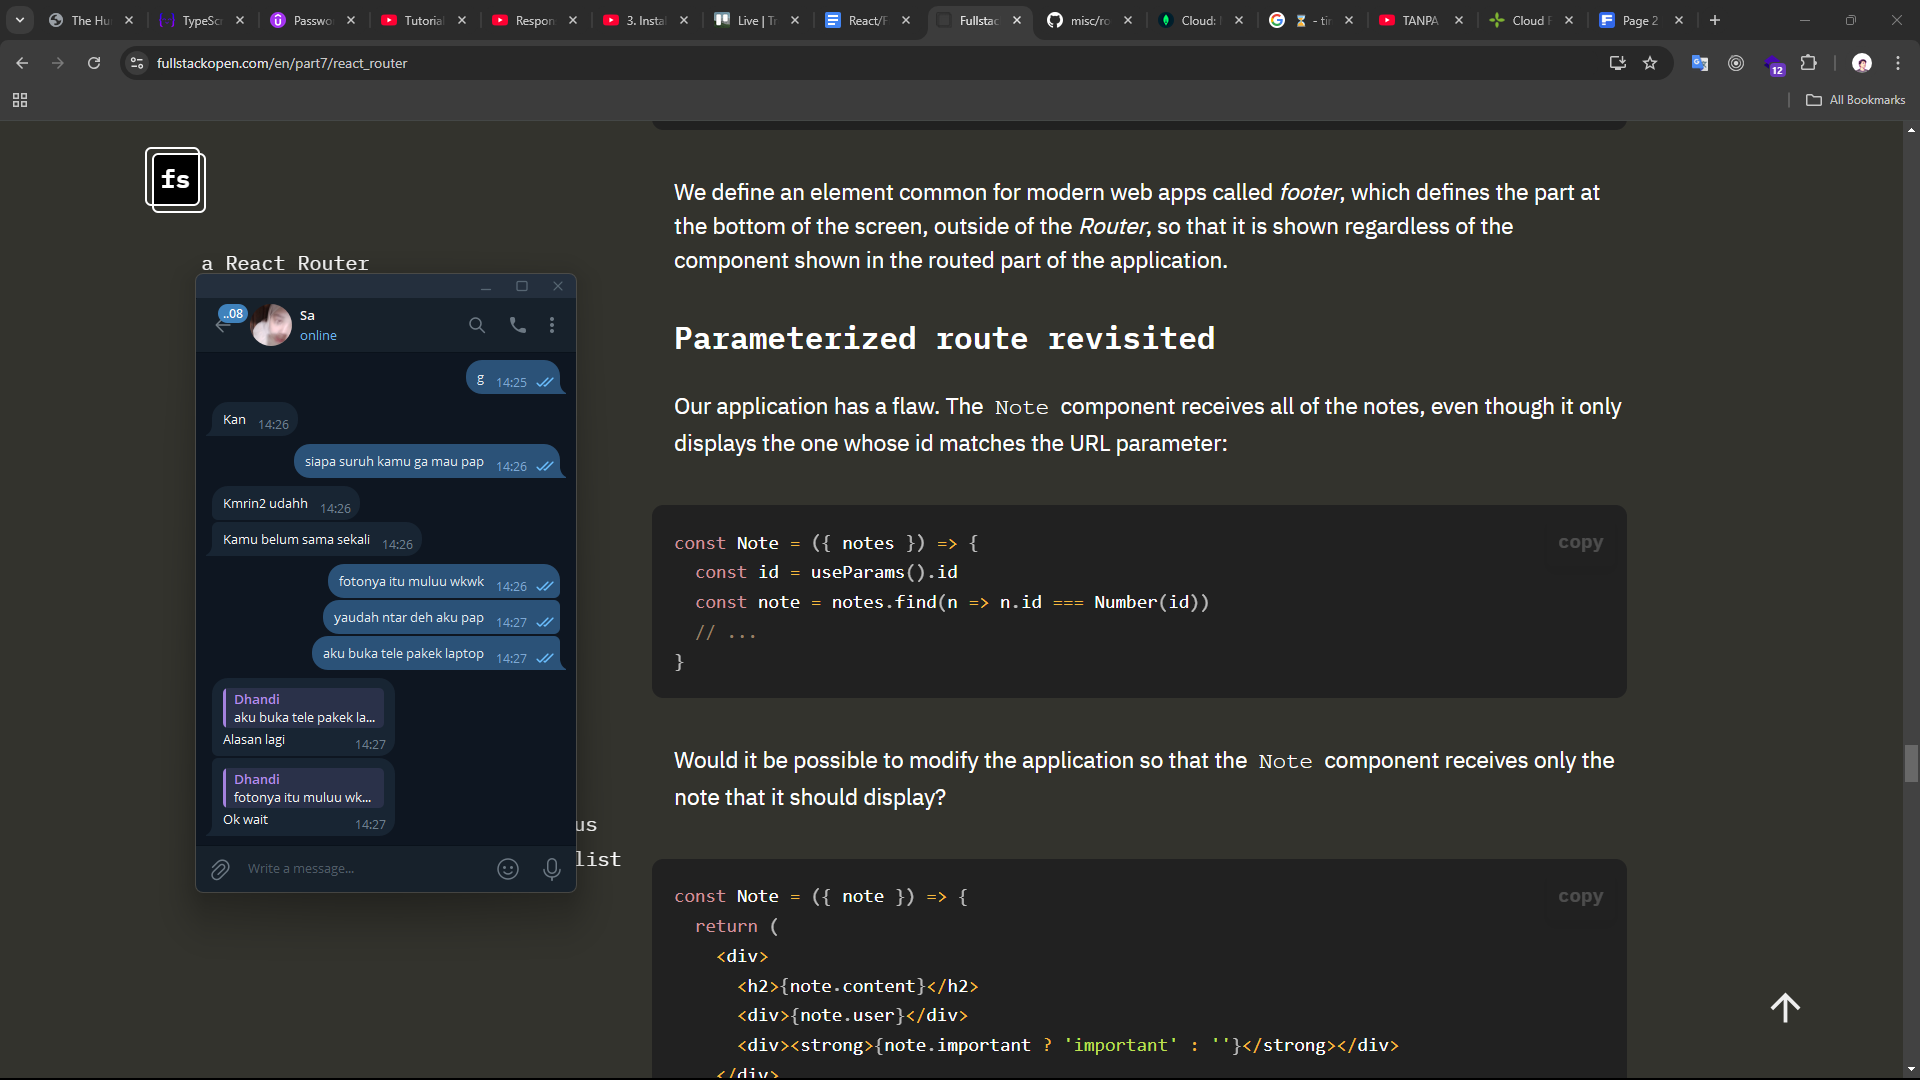 The Hu
TypeSc
Passwo
Tutorial
Respon
3. Instal
Live | Tr
React/F
Fullstac
misc/ro
Cloud:
- tir
TANPA
Cloud F
Page 2
fullstackopen.com/en/part7/react_router
12
All Bookmarks
fs
a React Router
..08
Sa
online
g 14:25
Kan 14:26
siapa suruh kamu ga mau pap 14:26
Kmrin2 udahh 14:26
Kamu belum sama sekali 14:26
fotonya itu muluu wkwk 14:26
yaudah ntar deh aku pap 14:27
aku buka tele pakek laptop 14:27
Dhandi
aku buka tele pakek la...
Alasan lagi 14:27
Dhandi
fotonya itu muluu wk...
Ok wait 14:27
Write a message...
us
list
We define an element common for modern web apps called footer, which defines the part at
the bottom of the screen, outside of the Router, so that it is shown regardless of the
component shown in the routed part of the application.
Parameterized route revisited
Our application has a flaw. The Note component receives all of the notes, even though it only
displays the one whose id matches the URL parameter:
copy
const Note = ({ notes }) => {
const id = useParams().id
const note = notes.find(n => n.id === Number(id))
// ...
}
Would it be possible to modify the application so that the Note component receives only the
note that it should display?
copy
const Note = ({ note }) => {
return (
<div>
<h2>{note.content}</h2>
<div>{note.user}</div>
<div><strong>{note.important ? 'important' : ''}</strong></div>
</div>